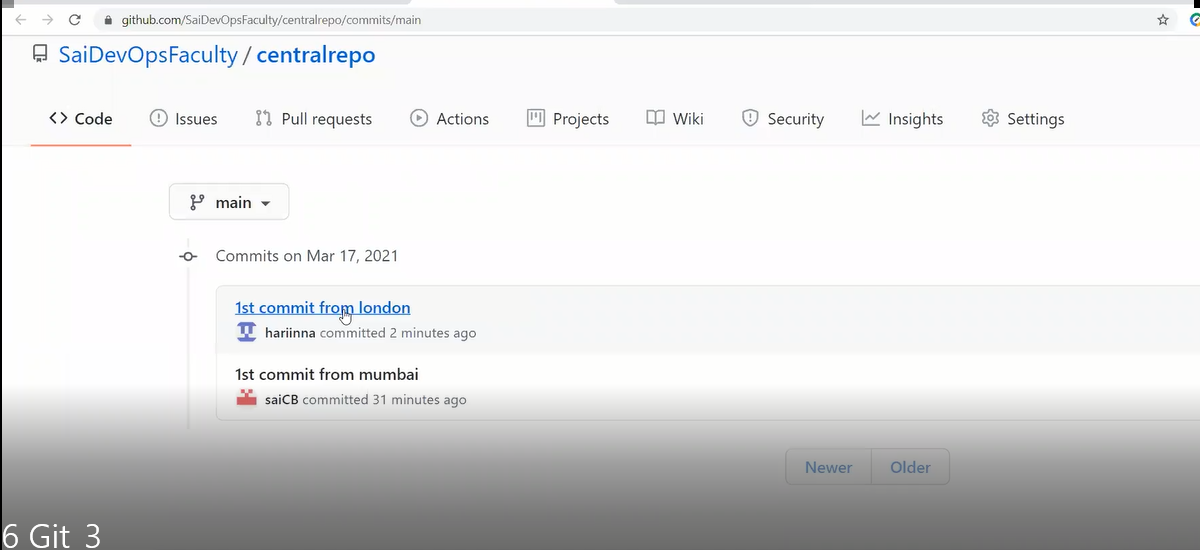 github.com/SaiDevOpsFaculty/centralrepo/commits/main
SaiDevOpsFaculty / centralrepo
<> Code Issues Pull requests Actions Projects Wiki Security Insights Settings
main
Commits on Mar 17, 2021
1st commit from london
hariinna committed 2 minutes ago
1st commit from mumbai
saiCB committed 31 minutes ago
Newer Older
6 Git 3